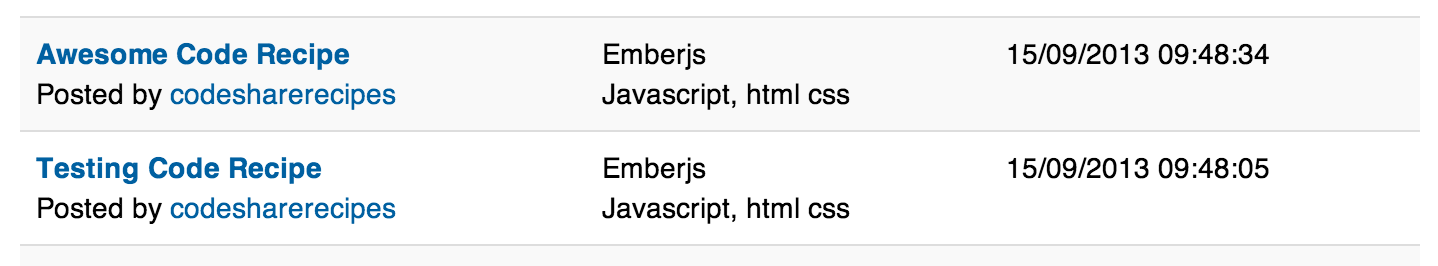 Awesome Code Recipe Emberjs 15/09/2013 09:48:34
Posted by codesharerecipes Javascript, html css
Testing Code Recipe Emberjs 15/09/2013 09:48:05
Posted by codesharerecipes Javascript, html css